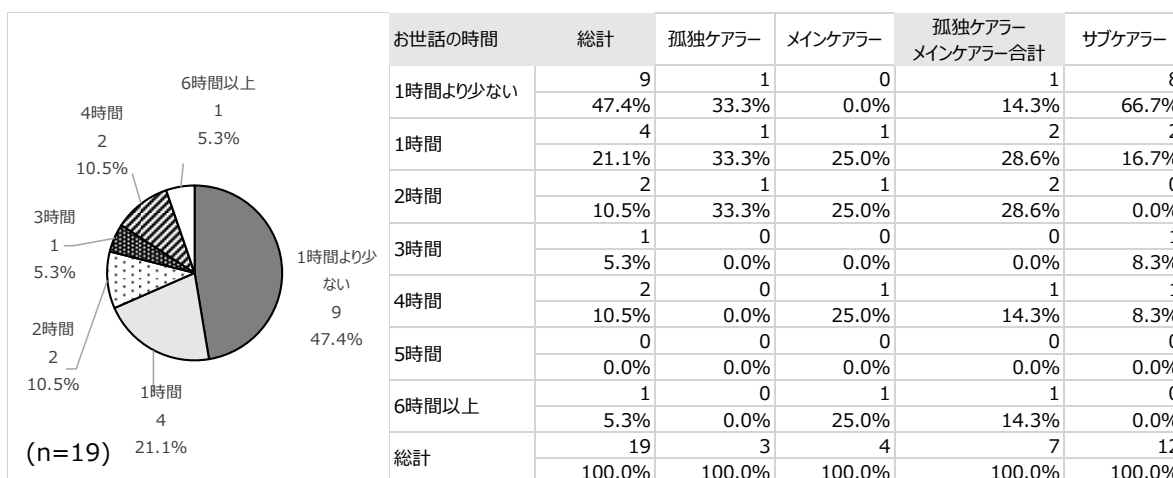 6時間以上
1
5.3%
4時間
2
10.5%
3時間
1
5.3%
1時間より少
ない
9
47.4%
2時間
2
10.5%
1時間
4
21.1%
(n=19)
お世話の時間 総計 孤独ケアラー メインケアラー 孤独ケアラー メインケアラー合計 サブケアラー
1時間より少ない 9 1 0 1 8
47.4% 33.3% 0.0% 14.3% 66.7%
1時間 4 1 1 2 2
21.1% 33.3% 25.0% 28.6% 16.7%
2時間 2 1 1 2 0
10.5% 33.3% 25.0% 28.6% 0.0%
3時間 1 0 0 0 1
5.3% 0.0% 0.0% 0.0% 8.3%
4時間 2 0 1 1 1
10.5% 0.0% 25.0% 14.3% 8.3%
5時間 0 0 0 0 0
0.0% 0.0% 0.0% 0.0% 0.0%
6時間以上 1 0 1 1 0
5.3% 0.0% 25.0% 14.3% 0.0%
総計 19 3 4 7 12
100.0% 100.0% 100.0% 100.0% 100.0%